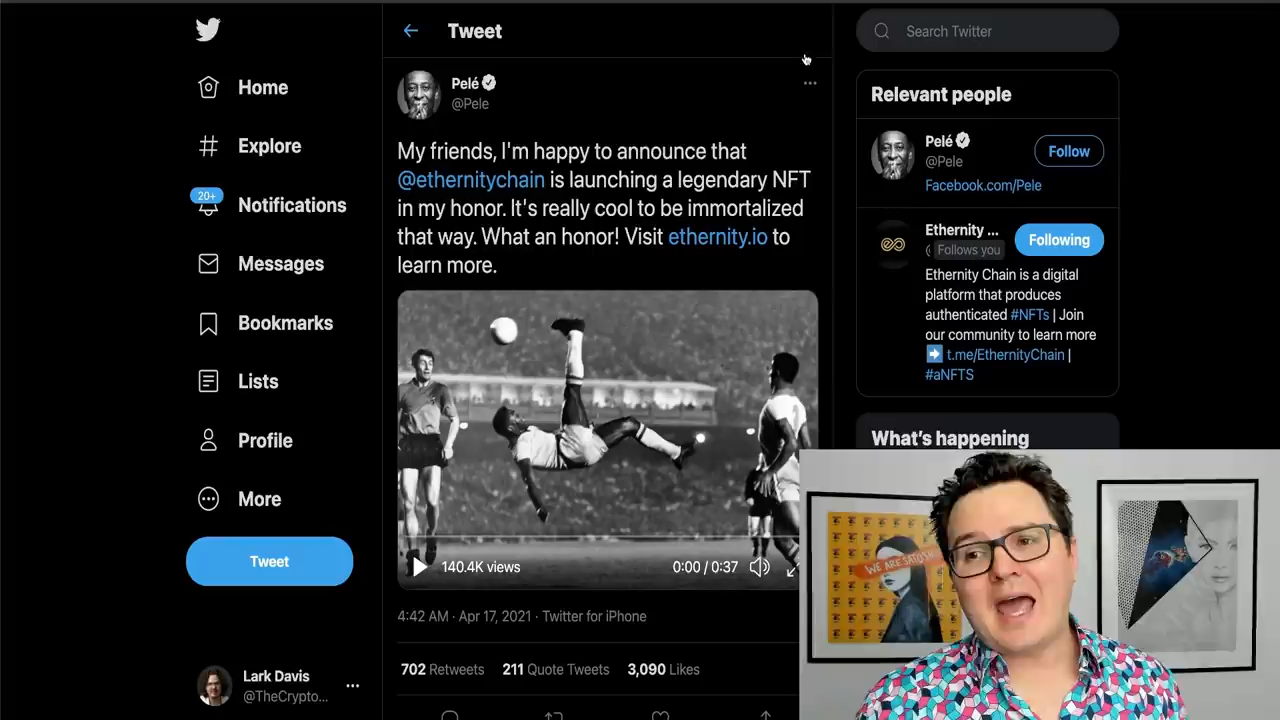 Home
Explore
20+
Notifications
Messages
Bookmarks
Lists
Profile
More
Tweet
Lark Davis
@TheCrypto...
Tweet
Pelé
@Pele
My friends, I'm happy to announce that
@ethernitychain is launching a legendary NFT
in my honor. It's really cool to be immortalized
that way. What an honor! Visit ethernity.io to
learn more.
140.4K views
0:00 / 0:37
4:42 AM · Apr 17, 2021 · Twitter for iPhone
702 Retweets 211 Quote Tweets 3,090 Likes
Search Twitter
Relevant people
Pelé
@Pele
Follow
Facebook.com/Pele
Ethernity ...
Follows you
Following
Ethernity Chain is a digital
platform that produces
authenticated #NFTs | Join
our community to learn more
➡ t.me/EthernityChain |
#aNFTS
What's happening
WE ARE SATOSHI